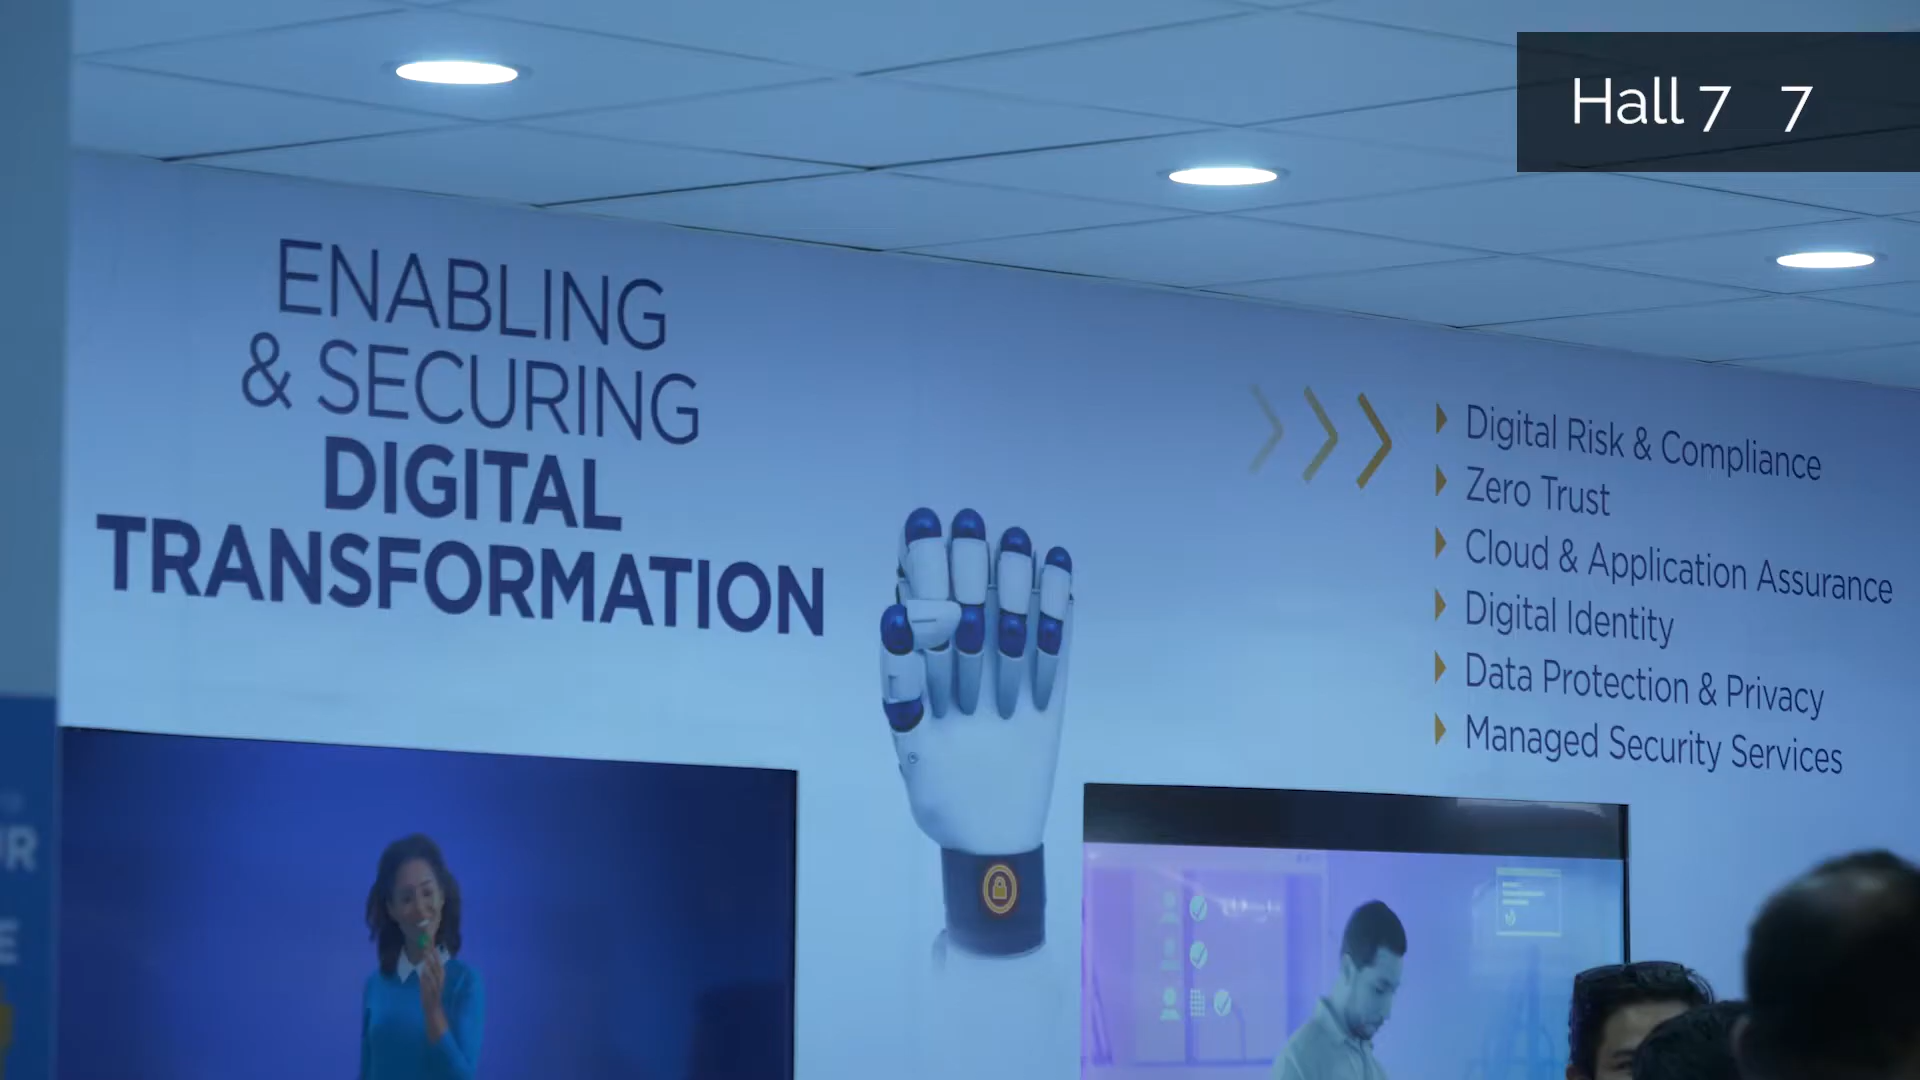 Hall 7 7
ENABLING
& SECURING
DIGITAL
TRANSFORMATION
Digital Risk & Compliance
Zero Trust
Cloud & Application Assurance
Digital Identity
Data Protection & Privacy
Managed Security Services